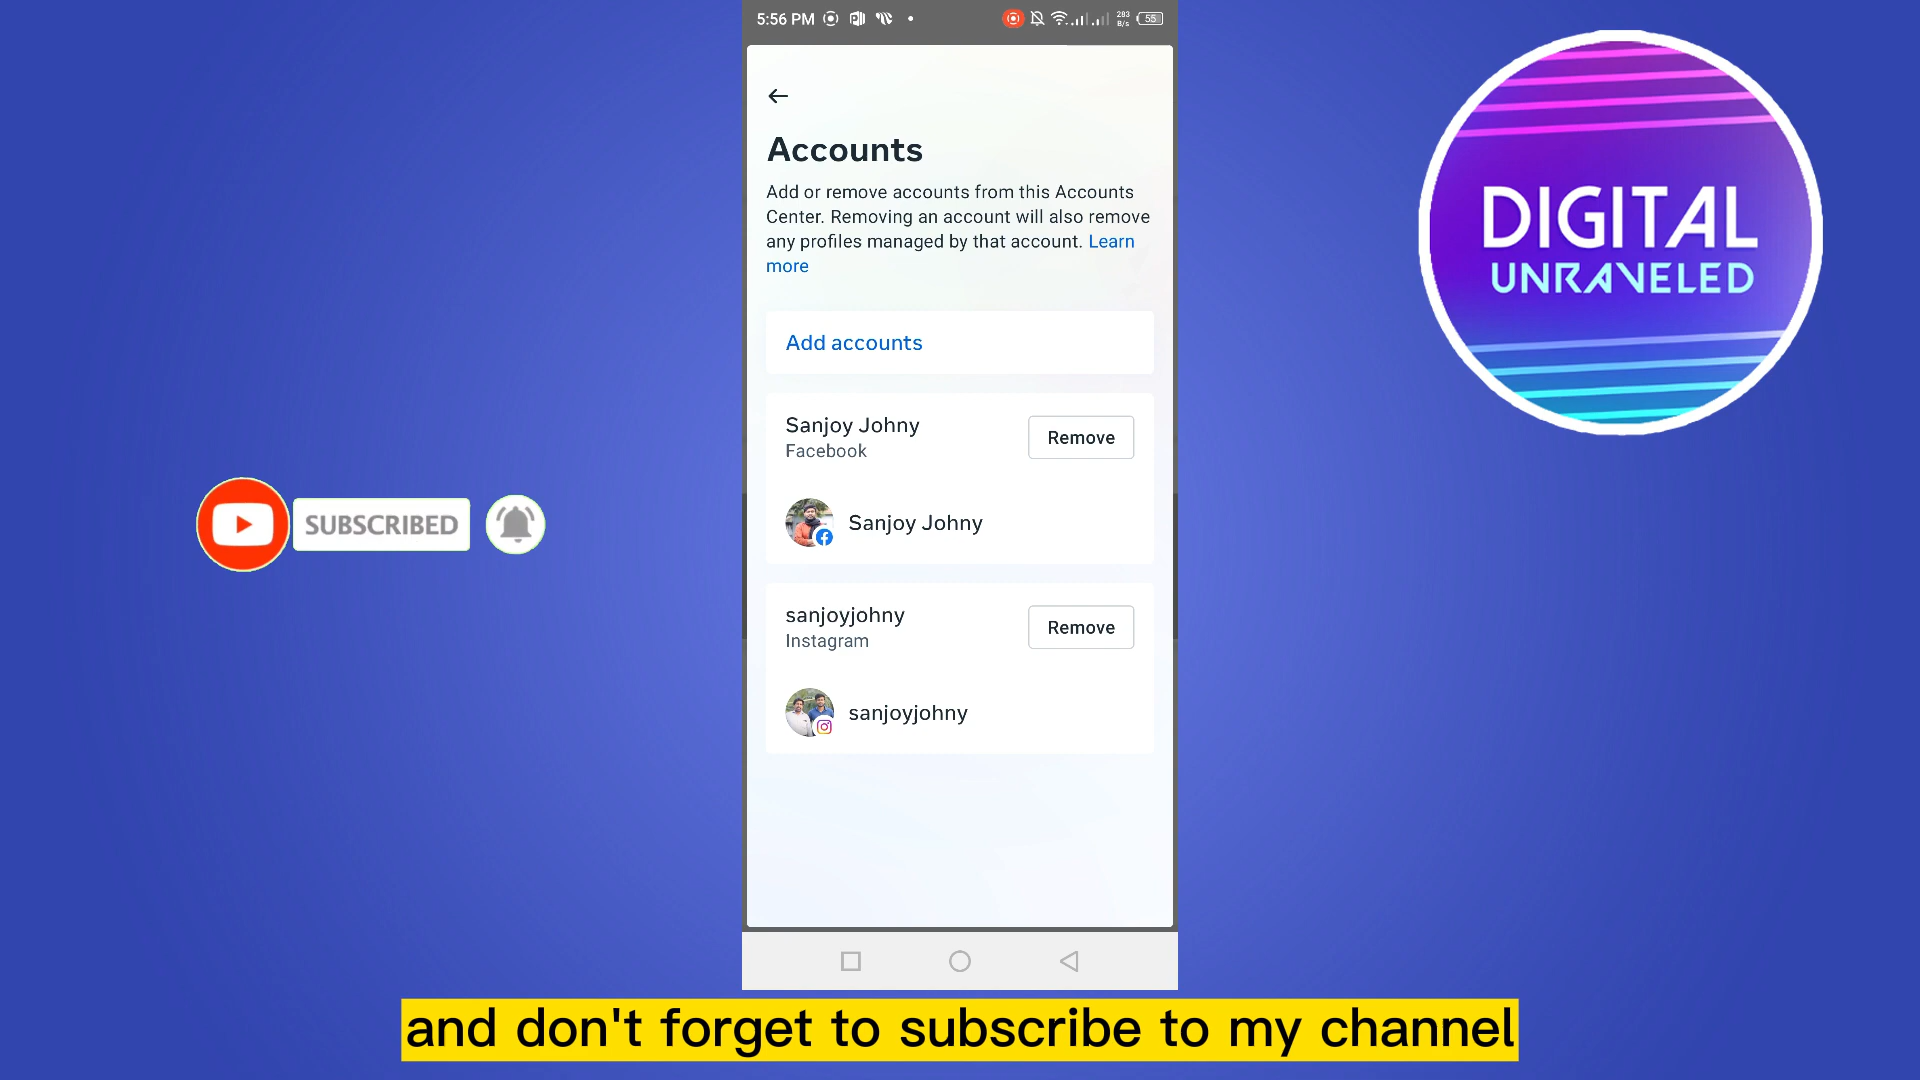 5:56 PM
283
B/s
55
Accounts
Add or remove accounts from this Accounts
Center. Removing an account will also remove
any profiles managed by that account. Learn
more
Add accounts
Sanjoy Johny
Facebook
Remove
Sanjoy Johny
sanjoyjohny
Instagram
Remove
sanjoyjohny
DIGITAL
UNRAVELED
SUBSCRIBED
and don't forget to subscribe to my channel